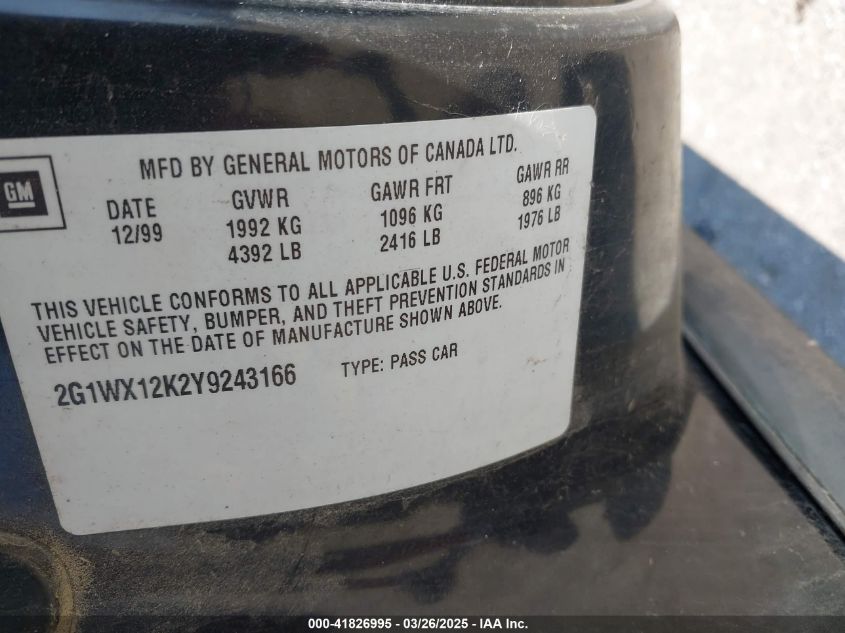 MFD BY GENERAL MOTORS OF CANADA LTD.
GM
DATE GVWR GAWR FRT GAWR RR
12/99 1992 KG 1096 KG 896 KG
4392 LB 2416 LB 1976 LB
THIS VEHICLE CONFORMS TO ALL APPLICABLE U.S. FEDERAL MOTOR
VEHICLE SAFETY, BUMPER, AND THEFT PREVENTION STANDARDS IN
EFFECT ON THE DATE OF MANUFACTURE SHOWN ABOVE.
2G1WX12K2Y9243166 TYPE: PASS CAR
000-41826995 - 03/26/2025 - IAA Inc.